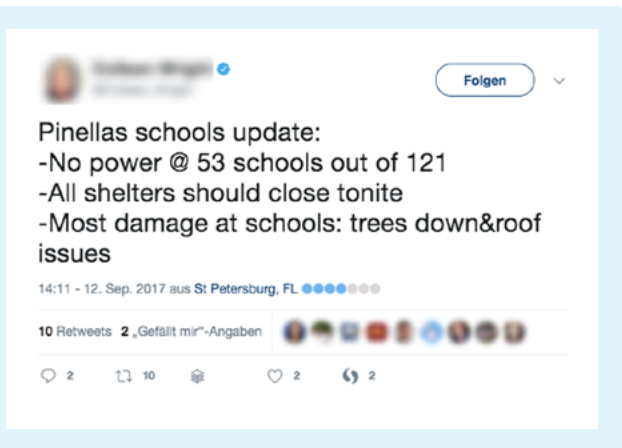 Folgen
Pinellas schools update:
-No power @ 53 schools out of 121
-All shelters should close tonite
-Most damage at schools: trees down&roof
issues
14:11 - 12. Sep. 2017 aus St Petersburg, FL
10 Retweets 2 „Gefällt mir“-Angaben
2 10 2 2